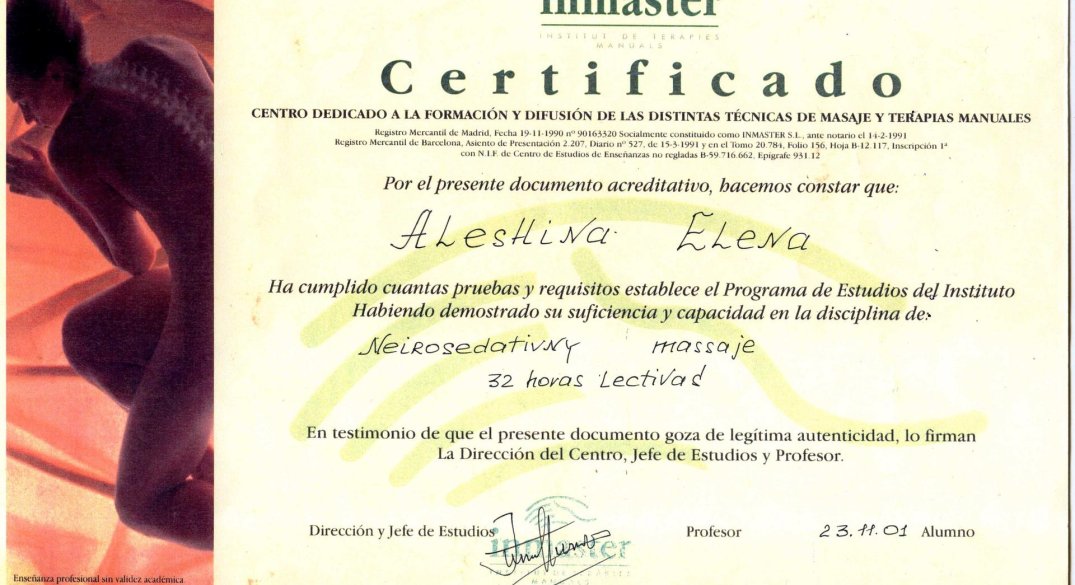 inmaster
INSTITUT DE TERÀPIES
MANUALS
Certificado
CENTRO DEDICADO A LA FORMACIÓN Y DIFUSIÓN DE LAS DISTINTAS TÉCNICAS DE MASAJE Y TERAPIAS MANUALES
Registro Mercantil de Madrid, Fecha 19-11-1990 nº 90163320 Socialmente constituido como INMASTER S.L., ante notario el 14-2-1991
Registro Mercantil de Barcelona, Asiento de Presentación 2.207, Diario nº 527, de 15-3-1991 y en el Tomo 20.784, Folio 156, Hoja B-12.117, Inscripción 1ª
con N.I.F. de Centro de Estudios de Enseñanzas no regladas B-59.716.662, Epígrafe 931.12
Por el presente documento acreditativo, hacemos constar que:
Aleshina Elena
Ha cumplido cuantas pruebas y requisitos establece el Programa de Estudios del Instituto
Habiendo demostrado su suficiencia y capacidad en la disciplina de:
Neirosedativny massaje
32 horas Lectivad
En testimonio de que el presente documento goza de legítima autenticidad, lo firman
La Dirección del Centro, Jefe de Estudios y Profesor.
Dirección y Jefe de Estudios Profesor 23.11.01 Alumno
inmaster
INSTITUT DE TERÀPIES
MANUALS
Enseñanza profesional sin validez académica.